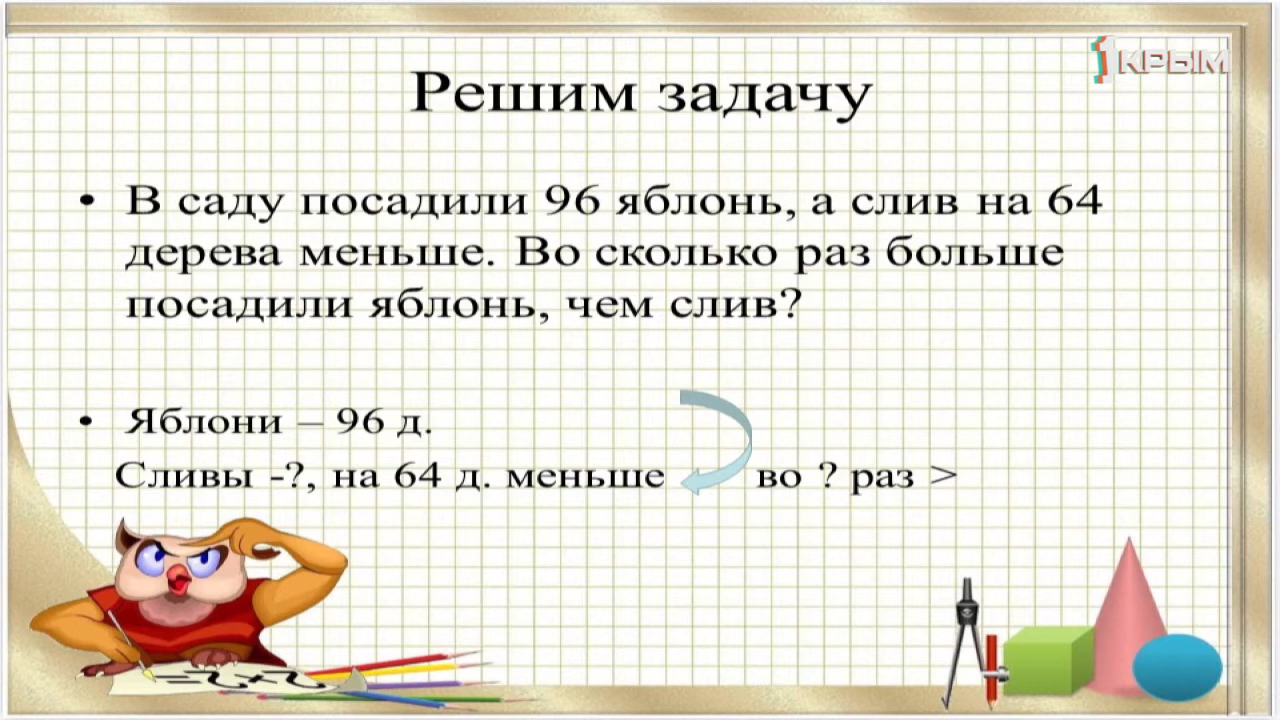 1 КРЫМ
Решим задачу
• В саду посадили 96 яблонь, а слив на 64
дерева меньше. Во сколько раз больше
посадили яблонь, чем слив?
• Яблони – 96 д.
Сливы -?, на 64 д. меньше во ? раз >